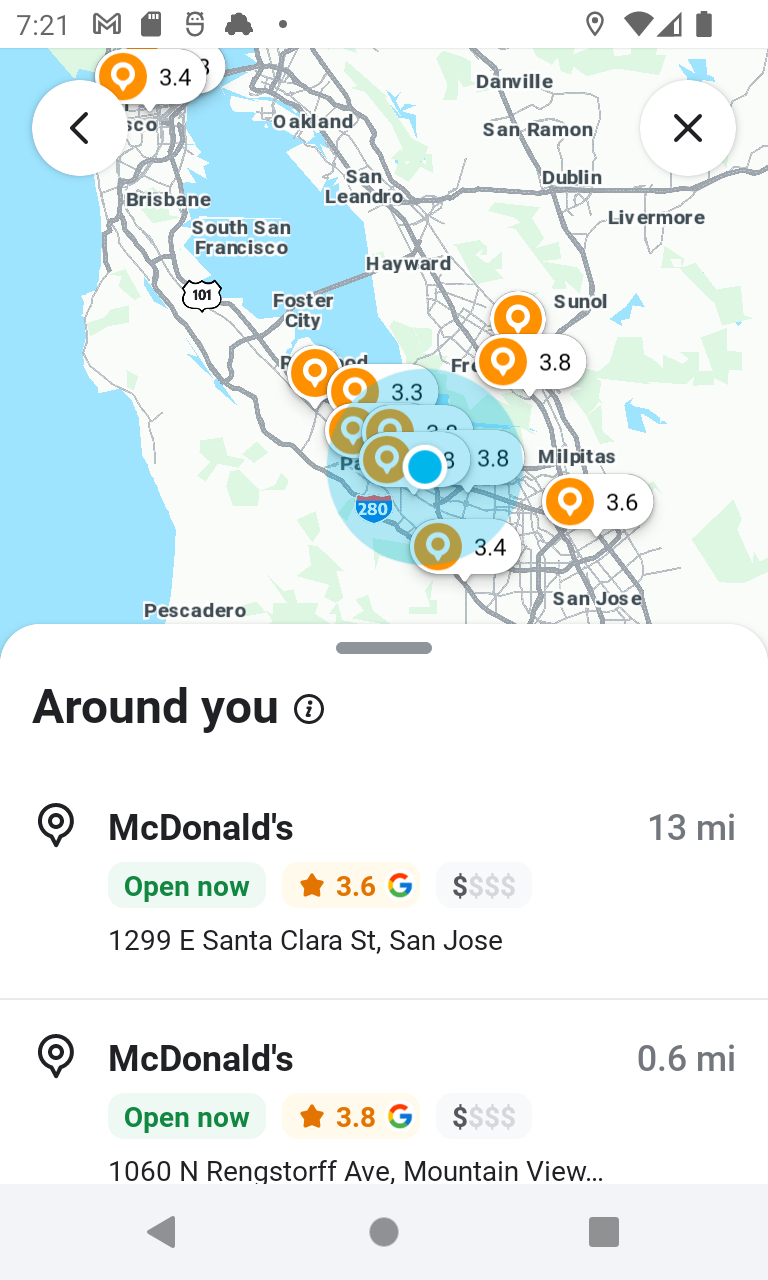 7:21
3.4
Danville
Oakland
San Ramon
San
Leandro
Dublin
Brisbane
Livermore
South San
Francisco
Hayward
101
Foster
City
Sunol
3.8
3.3
3.8
Milpitas
280
3.6
3.4
San Jose
Pescadero
Around you
McDonald's
13 mi
Open now
3.6
$$$$
1299 E Santa Clara St, San Jose
McDonald's
0.6 mi
Open now
3.8
$$$$
1060 N Rengstorff Ave, Mountain View...